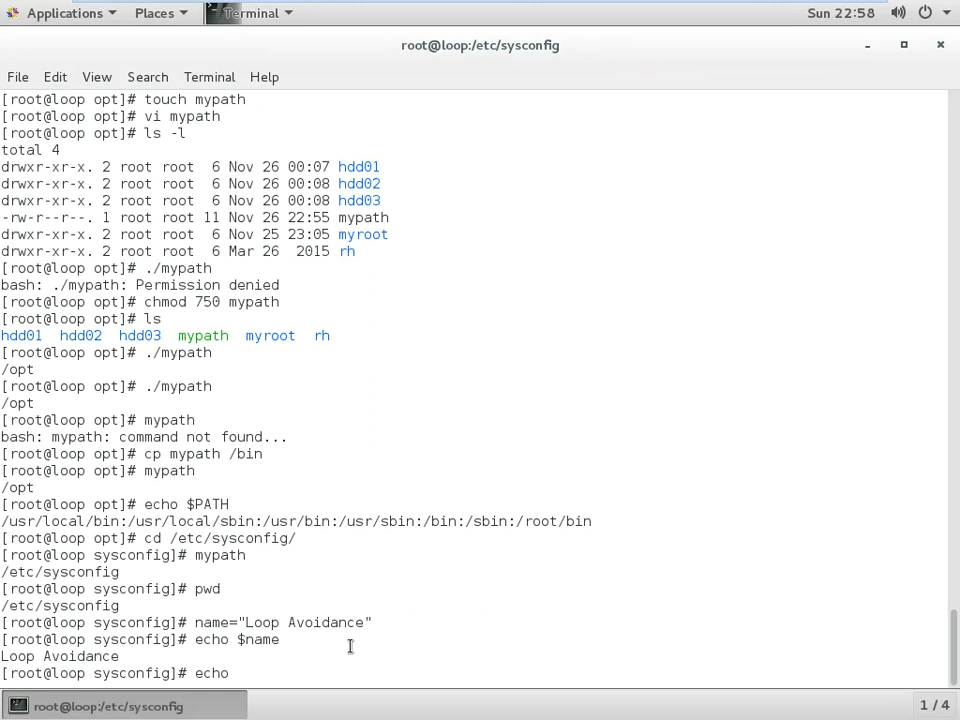 Applications Places Terminal Sun 22:58
root@loop:/etc/sysconfig
File Edit View Search Terminal Help
[root@loop opt]# touch mypath
[root@loop opt]# vi mypath
[root@loop opt]# ls -l
total 4
drwxr-xr-x. 2 root root  6 Nov 26 00:07 hdd01
drwxr-xr-x. 2 root root  6 Nov 26 00:08 hdd02
drwxr-xr-x. 2 root root  6 Nov 26 00:08 hdd03
-rw-r--r--. 1 root root 11 Nov 26 22:55 mypath
drwxr-xr-x. 2 root root  6 Nov 25 23:05 myroot
drwxr-xr-x. 2 root root  6 Mar 26  2015 rh
[root@loop opt]# ./mypath
bash: ./mypath: Permission denied
[root@loop opt]# chmod 750 mypath
[root@loop opt]# ls
hdd01  hdd02  hdd03  mypath  myroot  rh
[root@loop opt]# ./mypath
/opt
[root@loop opt]# ./mypath
/opt
[root@loop opt]# mypath
bash: mypath: command not found...
[root@loop opt]# cp mypath /bin
[root@loop opt]# mypath
/opt
[root@loop opt]# echo $PATH
/usr/local/bin:/usr/local/sbin:/usr/bin:/usr/sbin:/bin:/sbin:/root/bin
[root@loop opt]# cd /etc/sysconfig/
[root@loop sysconfig]# mypath
/etc/sysconfig
[root@loop sysconfig]# pwd
/etc/sysconfig
[root@loop sysconfig]# name="Loop Avoidance"
[root@loop sysconfig]# echo $name
Loop Avoidance
[root@loop sysconfig]# echo
root@loop:/etc/sysconfig 1 / 4